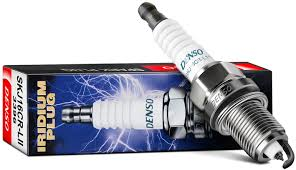 DENSO
SKJ16CR-L11
IRIDIUM
PLUG
DENSO
DENSO